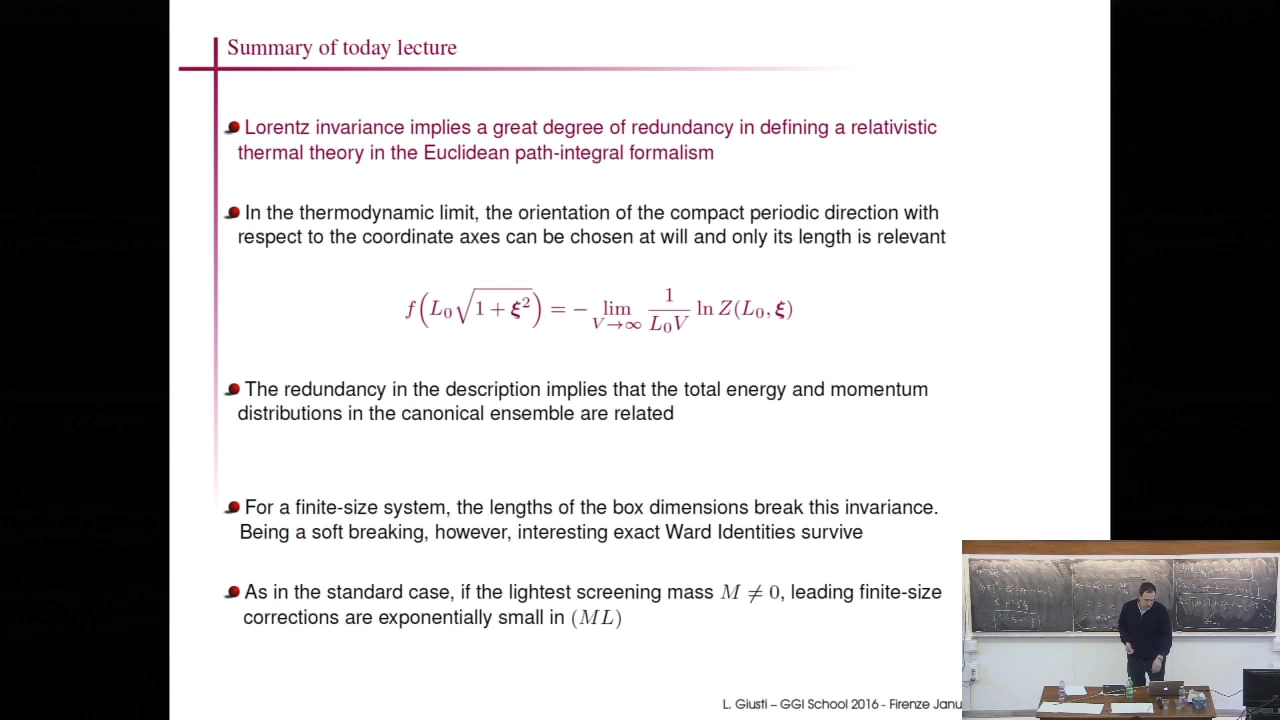 Summary of today lecture
Lorentz invariance implies a great degree of redundancy in defining a relativistic
thermal theory in the Euclidean path-integral formalism
In the thermodynamic limit, the orientation of the compact periodic direction with
respect to the coordinate axes can be chosen at will and only its length is relevant
f(L₀√(1 + ξ²)) = − lim_{V→∞} 1/(L₀V) ln Z(L₀, ξ)
The redundancy in the description implies that the total energy and momentum
distributions in the canonical ensemble are related
For a finite-size system, the lengths of the box dimensions break this invariance.
Being a soft breaking, however, interesting exact Ward Identities survive
As in the standard case, if the lightest screening mass M ≠ 0, leading finite-size
corrections are exponentially small in (ML)
L. Giusti – GGI School 2016 - Firenze Janu